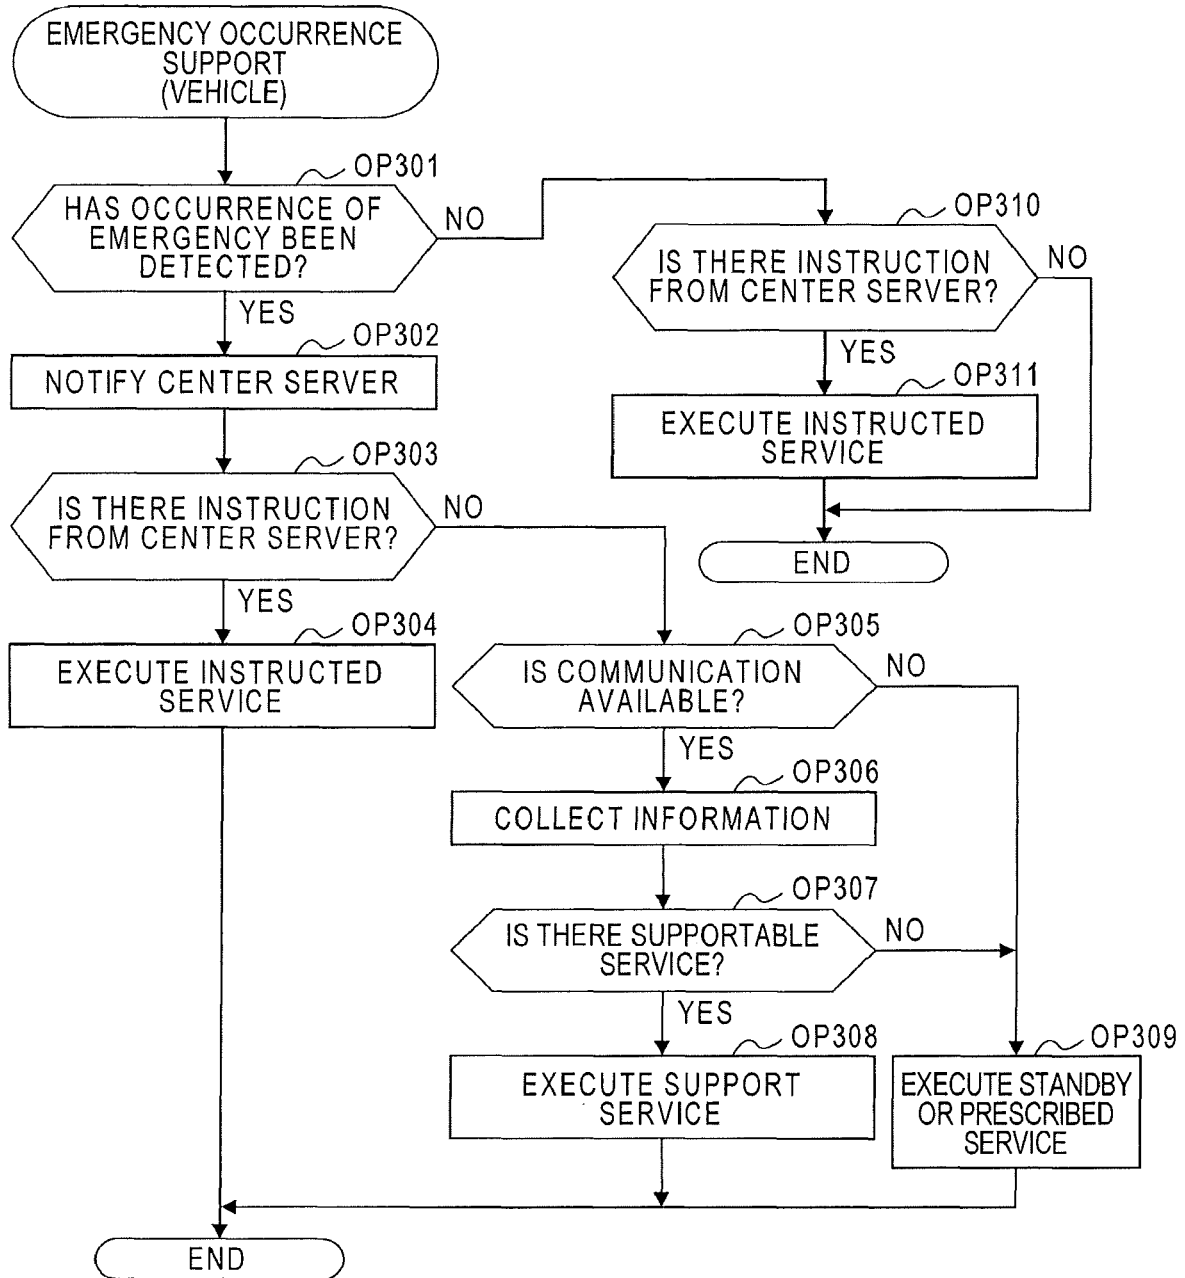 EMERGENCY OCCURRENCE
SUPPORT
(VEHICLE)
OP301
HAS OCCURRENCE OF
EMERGENCY BEEN
DETECTED?
NO
YES
OP310
IS THERE INSTRUCTION
FROM CENTER SERVER?
NO
YES
OP311
EXECUTE INSTRUCTED
SERVICE
END
OP302
NOTIFY CENTER SERVER
OP303
IS THERE INSTRUCTION
FROM CENTER SERVER?
NO
YES
OP304
EXECUTE INSTRUCTED
SERVICE
OP305
IS COMMUNICATION
AVAILABLE?
NO
YES
OP306
COLLECT INFORMATION
OP307
IS THERE SUPPORTABLE
SERVICE?
NO
YES
OP308
EXECUTE SUPPORT
SERVICE
OP309
EXECUTE STANDBY
OR PRESCRIBED
SERVICE
END